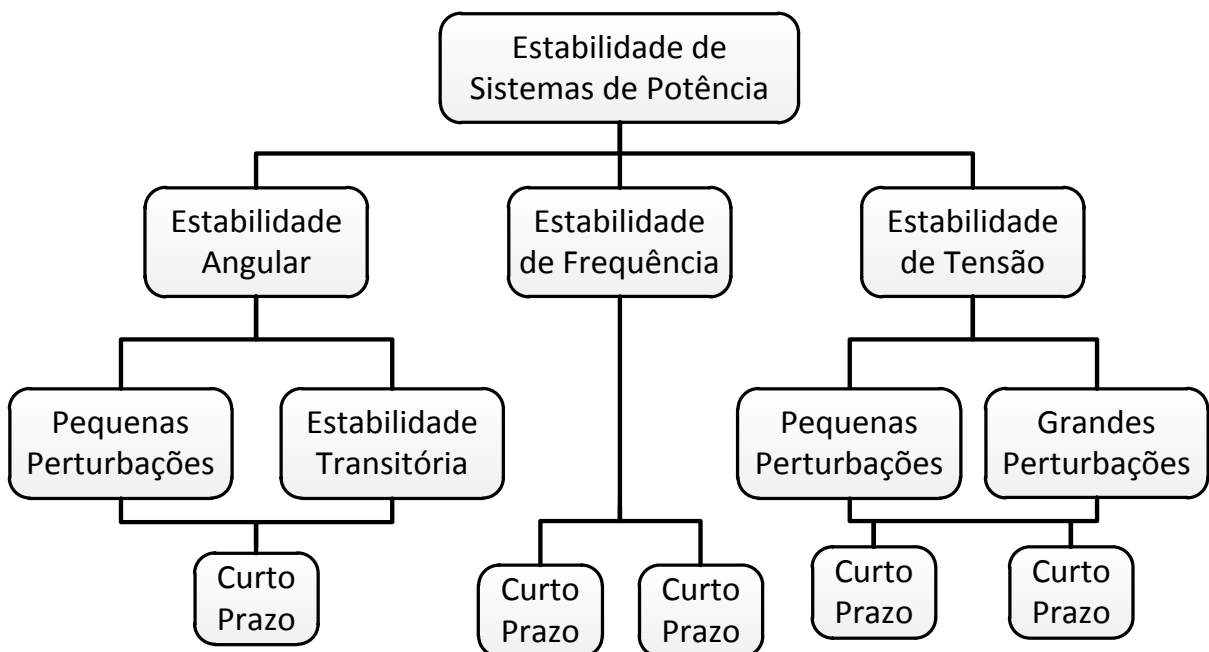 Estabilidade de
Sistemas de Potência
Estabilidade
Angular
Estabilidade
de Frequência
Estabilidade
de Tensão
Pequenas
Perturbações
Estabilidade
Transitória
Pequenas
Perturbações
Grandes
Perturbações
Curto
Prazo
Curto
Prazo
Curto
Prazo
Curto
Prazo
Curto
Prazo